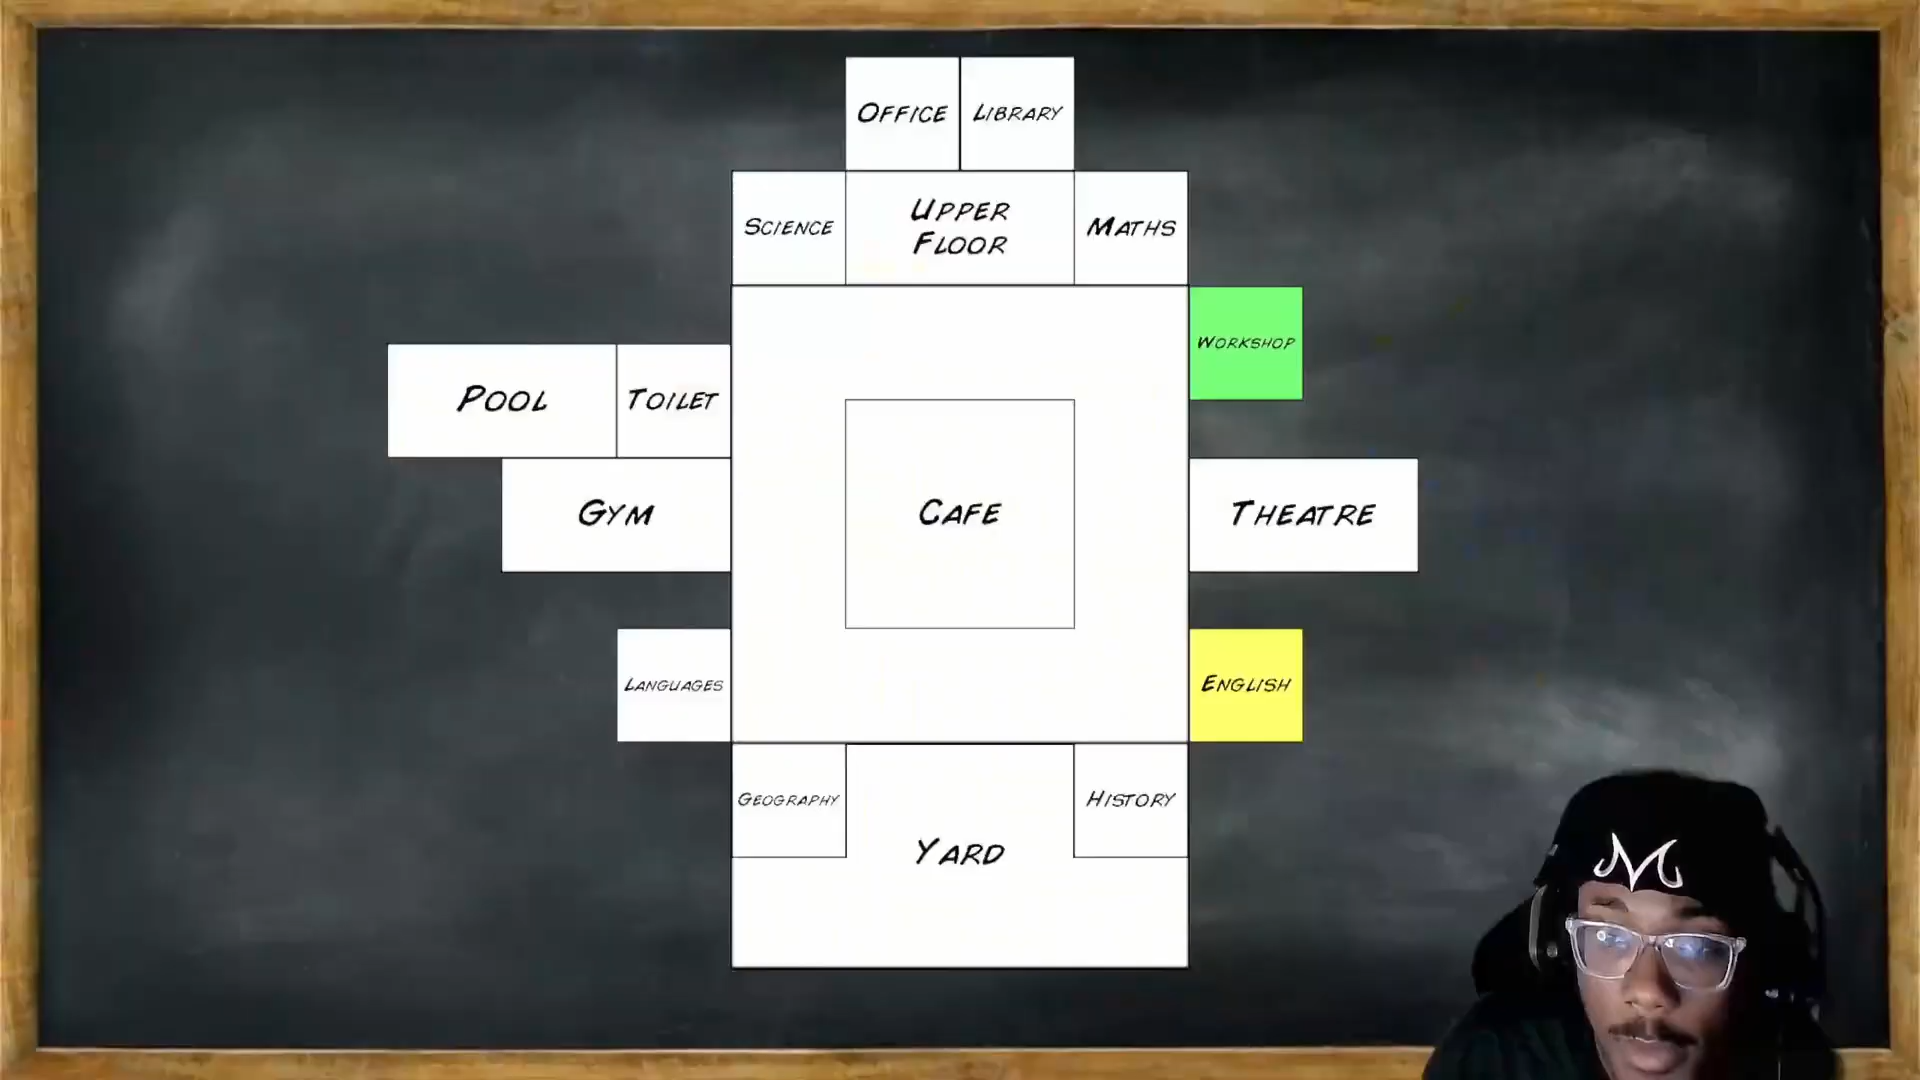 OFFICE
LIBRARY
SCIENCE
UPPER
FLOOR
MATHS
WORKSHOP
POOL
TOILET
GYM
CAFE
THEATRE
LANGUAGES
ENGLISH
GEOGRAPHY
HISTORY
YARD
M